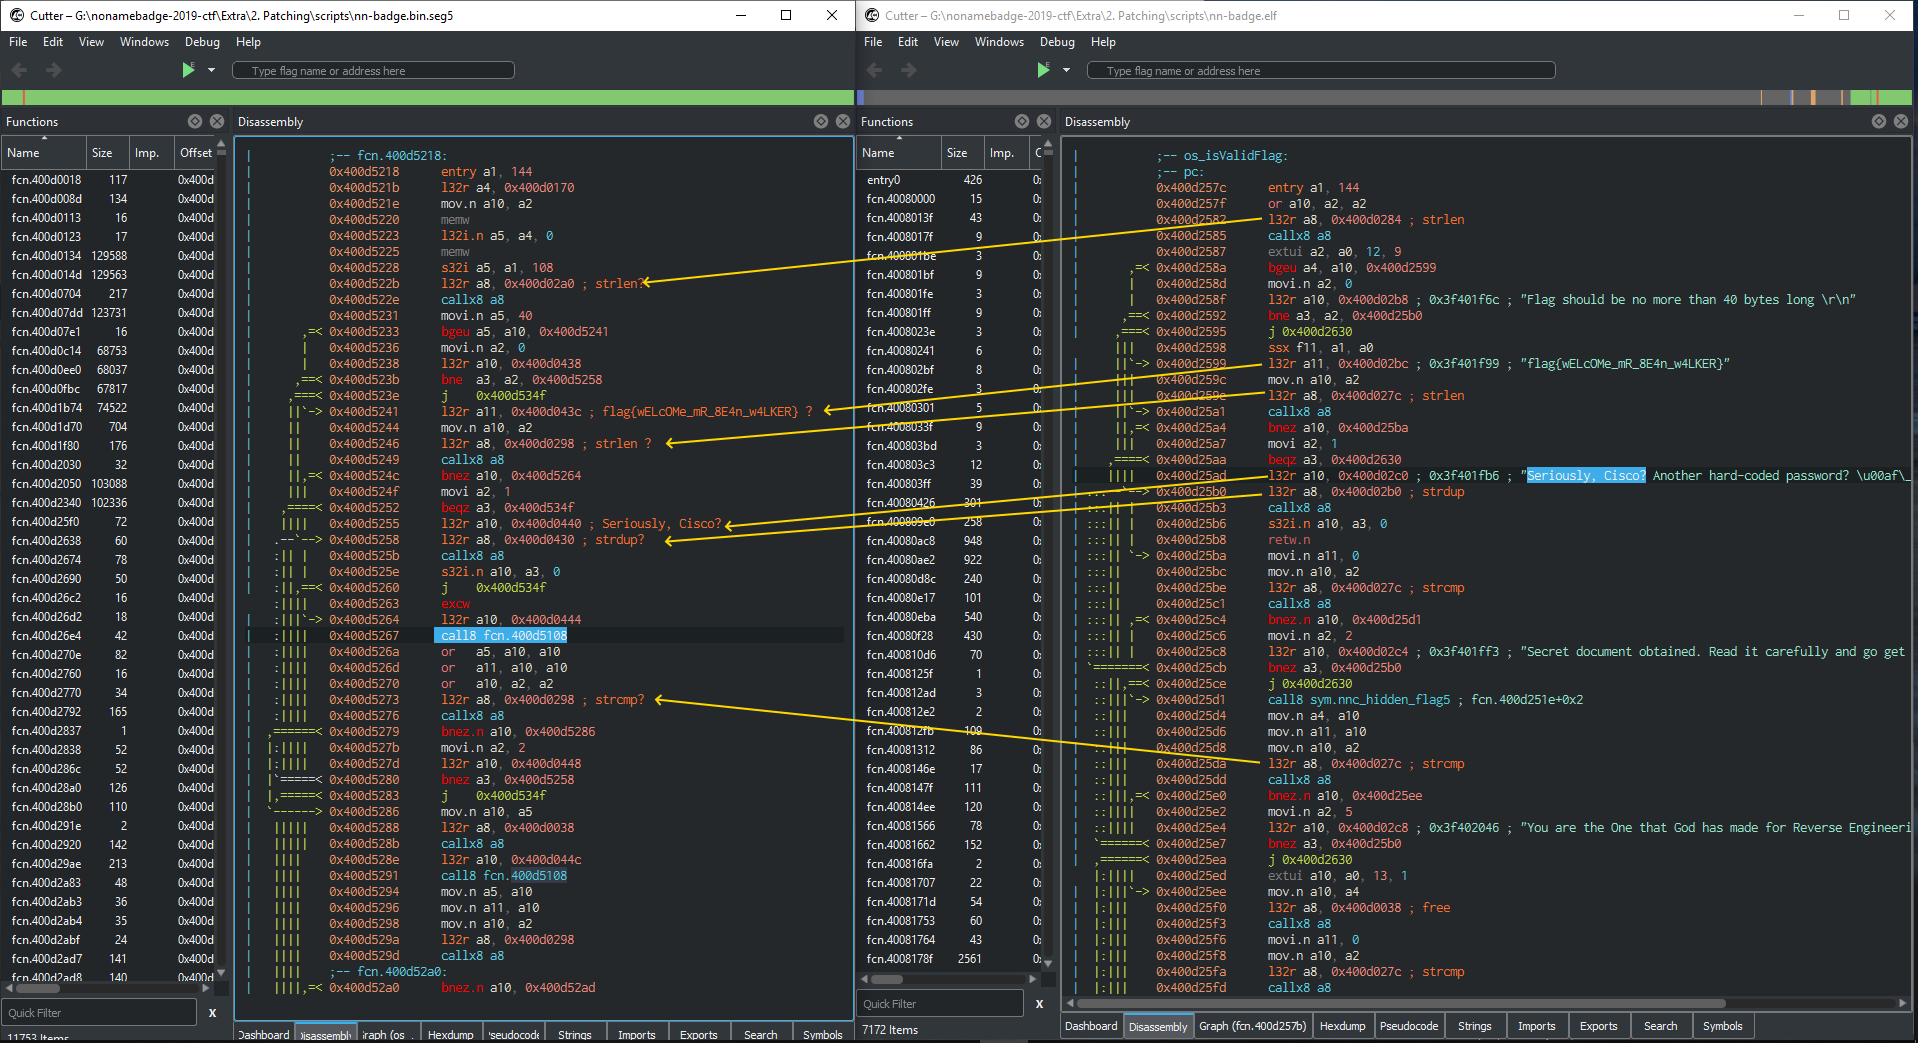 Cutter – G:\nonamebadge-2019-ctf\Extra\2. Patching\scripts\nn-badge.bin.seg5
File Edit View Windows Debug Help
Type flag name or address here
Functions
Name Size Imp. Offset
fcn.400d0018 117 0x400d
fcn.400d008d 134 0x400d
fcn.400d0113 16 0x400d
fcn.400d0123 17 0x400d
fcn.400d0134 129588 0x400d
fcn.400d014d 129563 0x400d
fcn.400d0704 217 0x400d
fcn.400d07dd 123731 0x400d
fcn.400d07e1 16 0x400d
fcn.400d0c14 68753 0x400d
fcn.400d0ee0 68037 0x400d
fcn.400d0fbc 67817 0x400d
fcn.400d1b74 74522 0x400d
fcn.400d1d70 704 0x400d
fcn.400d1f80 176 0x400d
fcn.400d2030 32 0x400d
fcn.400d2050 103088 0x400d
fcn.400d2340 102336 0x400d
fcn.400d25f0 72 0x400d
fcn.400d2638 60 0x400d
fcn.400d2674 78 0x400d
fcn.400d2690 50 0x400d
fcn.400d26c2 16 0x400d
fcn.400d26d2 18 0x400d
fcn.400d26e4 42 0x400d
fcn.400d270e 82 0x400d
fcn.400d2760 16 0x400d
fcn.400d2770 34 0x400d
fcn.400d2792 165 0x400d
fcn.400d2837 1 0x400d
fcn.400d2838 52 0x400d
fcn.400d286c 52 0x400d
fcn.400d28a0 126 0x400d
fcn.400d28b0 110 0x400d
fcn.400d291e 2 0x400d
fcn.400d2920 142 0x400d
fcn.400d29ae 213 0x400d
fcn.400d2a83 48 0x400d
fcn.400d2ab3 36 0x400d
fcn.400d2ab4 35 0x400d
fcn.400d2abf 24 0x400d
fcn.400d2ad7 141 0x400d
fcn.400d2ad8 140 0x400d
Quick Filter x
11753 Items
Disassembly
;-- fcn.400d5218:
0x400d5218 entry a1, 144
0x400d521b l32r a4, 0x400d0170
0x400d521e mov.n a10, a2
0x400d5220 memw
0x400d5223 l32i.n a5, a4, 0
0x400d5225 memw
0x400d5228 s32i a5, a1, 108
0x400d522b l32r a8, 0x400d02a0 ; strlen?
0x400d522e callx8 a8
0x400d5231 movi.n a5, 40
0x400d5233 bgeu a5, a10, 0x400d5241
0x400d5236 movi.n a2, 0
0x400d5238 l32r a10, 0x400d0438
0x400d523b bne a3, a2, 0x400d5258
0x400d523e j 0x400d534f
0x400d5241 l32r a11, 0x400d043c ; flag{wELcOMe_mR_8E4n_w4LKER} ?
0x400d5244 mov.n a10, a2
0x400d5246 l32r a8, 0x400d0298 ; strlen ?
0x400d5249 callx8 a8
0x400d524c bnez a10, 0x400d5264
0x400d524f movi a2, 1
0x400d5252 beqz a3, 0x400d534f
0x400d5255 l32r a10, 0x400d0440 ; Seriously, Cisco?
0x400d5258 l32r a8, 0x400d0430 ; strdup?
0x400d525b callx8 a8
0x400d525e s32i.n a10, a3, 0
0x400d5260 j 0x400d534f
0x400d5263 excw
0x400d5264 l32r a10, 0x400d0444
0x400d5267 call8 fcn.400d5108
0x400d526a or a5, a10, a10
0x400d526d or a11, a10, a10
0x400d5270 or a10, a2, a2
0x400d5273 l32r a8, 0x400d0298 ; strcmp?
0x400d5276 callx8 a8
0x400d5279 bnez.n a10, 0x400d5286
0x400d527b movi.n a2, 2
0x400d527d l32r a10, 0x400d0448
0x400d5280 bnez a3, 0x400d5258
0x400d5283 j 0x400d534f
0x400d5286 mov.n a10, a5
0x400d5288 l32r a8, 0x400d0038
0x400d528b callx8 a8
0x400d528e l32r a10, 0x400d044c
0x400d5291 call8 fcn.400d5108
0x400d5294 mov.n a5, a10
0x400d5296 mov.n a11, a10
0x400d5298 mov.n a10, a2
0x400d529a l32r a8, 0x400d0298
0x400d529d callx8 a8
;-- fcn.400d52a0:
0x400d52a0 bnez.n a10, 0x400d52ad
Dashboard Disassembly Graph (os Hexdump Pseudocode Strings Imports Exports Search Symbols
Cutter – G:\nonamebadge-2019-ctf\Extra\2. Patching\scripts\nn-badge.elf
File Edit View Windows Debug Help
Type flag name or address here
Functions
Name Size Imp. O
entry0 426 0x
fcn.40080000 15 0x
fcn.4008013f 43 0x
fcn.4008017f 9 0x
fcn.400801be 3 0x
fcn.400801bf 9 0x
fcn.400801fe 3 0x
fcn.400801ff 9 0x
fcn.4008023e 3 0x
fcn.40080241 6 0x
fcn.400802bf 8 0x
fcn.400802fe 3 0x
fcn.40080301 5 0x
fcn.4008033f 9 0x
fcn.400803bd 3 0x
fcn.400803c3 12 0x
fcn.400803ff 39 0x
fcn.40080426 301 0x
fcn.400809e0 258 0x
fcn.40080ac8 948 0x
fcn.40080ae2 922 0x
fcn.40080d8c 240 0x
fcn.40080e17 101 0x
fcn.40080eba 540 0x
fcn.40080f28 430 0x
fcn.400810d6 70 0x
fcn.4008125f 1 0x
fcn.400812ad 3 0x
fcn.400812e2 2 0x
fcn.400812fb 109 0x
fcn.40081312 86 0x
fcn.4008146e 17 0x
fcn.4008147f 111 0x
fcn.400814ee 120 0x
fcn.40081566 78 0x
fcn.40081662 152 0x
fcn.400816fa 2 0x
fcn.40081707 22 0x
fcn.4008171d 54 0x
fcn.40081753 60 0x
fcn.40081764 43 0x
fcn.4008178f 2561 0x
Quick Filter x
7172 Items
Disassembly
;-- os_isValidFlag:
;-- pc:
0x400d257c entry a1, 144
0x400d257f or a10, a2, a2
0x400d2582 l32r a8, 0x400d0284 ; strlen
0x400d2585 callx8 a8
0x400d2587 extui a2, a0, 12, 9
0x400d258a bgeu a4, a10, 0x400d2599
0x400d258d mov.n a2, 0
0x400d258f l32r a10, 0x400d02b8 ; 0x3f401f6c ; "Flag should be no more than 40 bytes long \r\n"
0x400d2592 bne a3, a2, 0x400d25b0
0x400d2595 j 0x400d2630
0x400d2598 ssx f11, a1, a0
0x400d2599 l32r a11, 0x400d02bc ; 0x3f401f99 ; "flag{wELcOMe_mR_8E4n_w4LKER}"
0x400d259c mov.n a10, a2
0x400d259e l32r a8, 0x400d027c ; strlen
0x400d25a1 callx8 a8
0x400d25a4 bnez a10, 0x400d25ba
0x400d25a7 movi a2, 1
0x400d25aa beqz a3, 0x400d2630
0x400d25ad l32r a10, 0x400d02c0 ; 0x3f401fb6 ; "Seriously, Cisco? Another hard-coded password? \u00af\_
0x400d25b0 l32r a8, 0x400d02b0 ; strdup
0x400d25b3 callx8 a8
0x400d25b6 s32i.n a10, a3, 0
0x400d25b8 retw.n
0x400d25ba movi.n a11, 0
0x400d25bc mov.n a10, a2
0x400d25be l32r a8, 0x400d027c ; strcmp
0x400d25c1 callx8 a8
0x400d25c4 bnez.n a10, 0x400d25d1
0x400d25c6 movi.n a2, 2
0x400d25c8 l32r a10, 0x400d02c4 ; 0x3f401ff3 ; "Secret document obtained. Read it carefully and go get
0x400d25cb bnez a3, 0x400d25b0
0x400d25ce j 0x400d2630
0x400d25d1 call8 sym.nnc_hidden_flag5 ; fcn.400d251e+0x2
0x400d25d4 mov.n a4, a10
0x400d25d6 mov.n a11, a10
0x400d25d8 mov.n a10, a2
0x400d25da l32r a8, 0x400d027c ; strcmp
0x400d25dd callx8 a8
0x400d25e0 bnez.n a10, 0x400d25ee
0x400d25e2 movi.n a2, 5
0x400d25e4 l32r a10, 0x400d02c8 ; 0x3f402046 ; "You are the One that God has made for Reverse Engineeri
0x400d25e7 bnez a3, 0x400d25b0
0x400d25ea j 0x400d2630
0x400d25ed extui a10, a0, 13, 1
0x400d25ee mov.n a10, a4
0x400d25f0 l32r a8, 0x400d0038 ; free
0x400d25f3 callx8 a8
0x400d25f6 movi.n a11, 0
0x400d25f8 mov.n a10, a2
0x400d25fa l32r a8, 0x400d027c ; strcmp
0x400d25fd callx8 a8
Dashboard Disassembly Graph (fcn.400d257b) Hexdump Pseudocode Strings Imports Exports Search Symbols